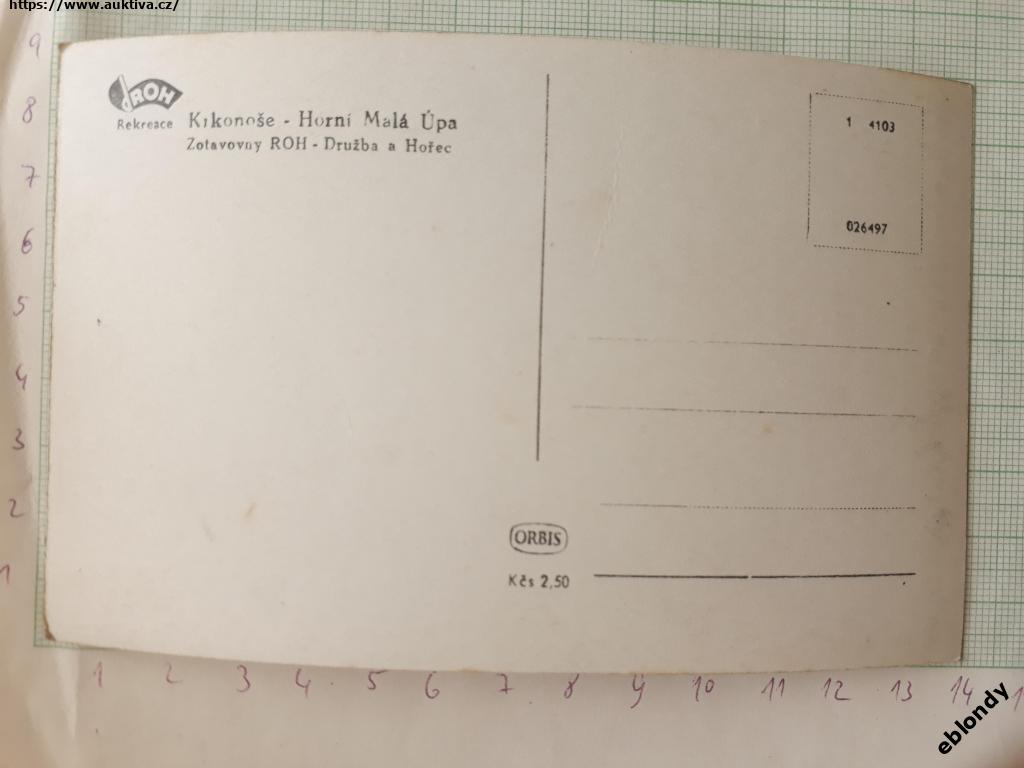 https://www.auktiva.cz/
9
8
7
6
5
4
3
2
1
ROH
Rekreace
Krkonoše - Horní Malá Úpa
Zotavovny ROH - Družba a Hořec
1 4103
026497
ORBIS
Kčs 2,50
1 2 3 4 5 6 7 8 9 10 11 12 13 14 1
eblondy